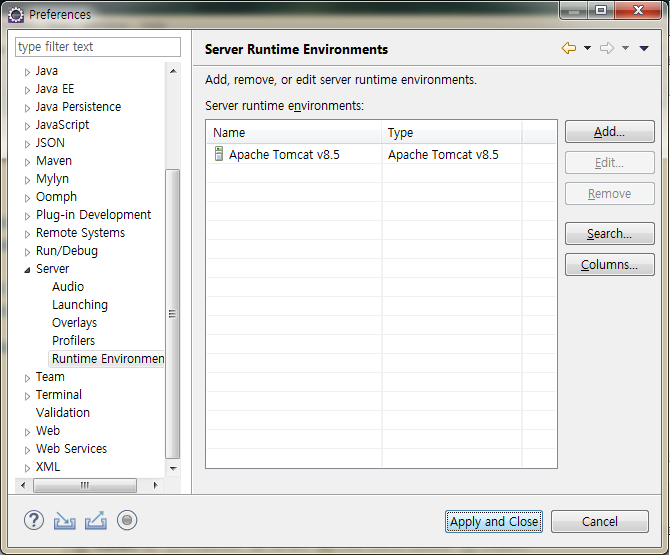 Preferences
type filter text
Java
Java EE
Java Persistence
JavaScript
JSON
Maven
Mylyn
Oomph
Plug-in Development
Remote Systems
Run/Debug
Server
Audio
Launching
Overlays
Profilers
Runtime Environmen
Team
Terminal
Validation
Web
Web Services
XML
Server Runtime Environments
Add, remove, or edit server runtime environments.
Server runtime environments:
Name Type
Apache Tomcat v8.5 Apache Tomcat v8.5
Add...
Edit...
Remove
Search...
Columns...
Apply and Close
Cancel